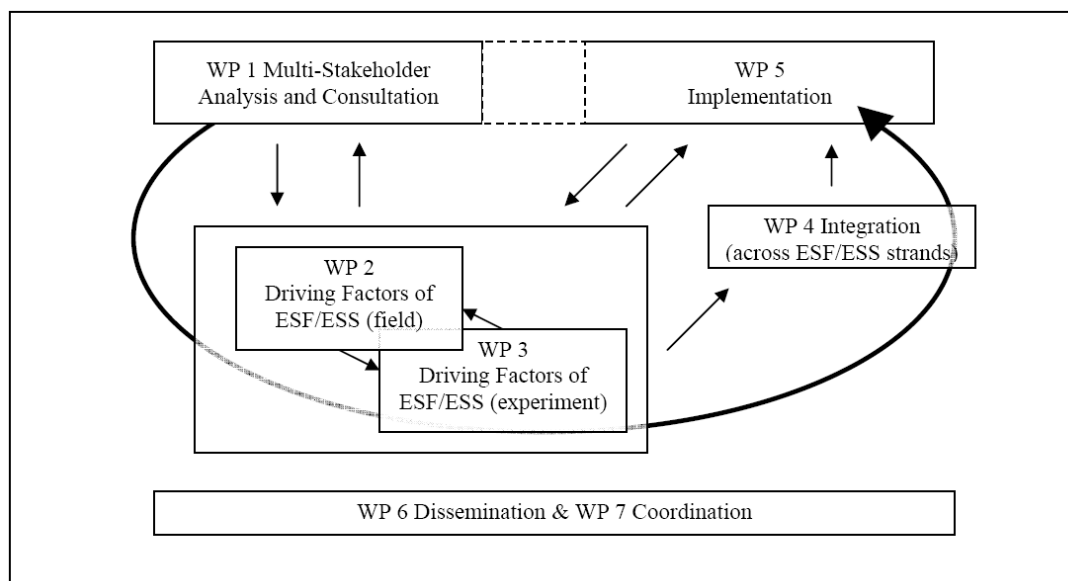 WP 1 Multi-Stakeholder
Analysis and Consultation
WP 5
Implementation
WP 4 Integration
(across ESF/ESS strands)
WP 2
Driving Factors of
ESF/ESS (field)
WP 3
Driving Factors of
ESF/ESS (experiment)
WP 6 Dissemination & WP 7 Coordination